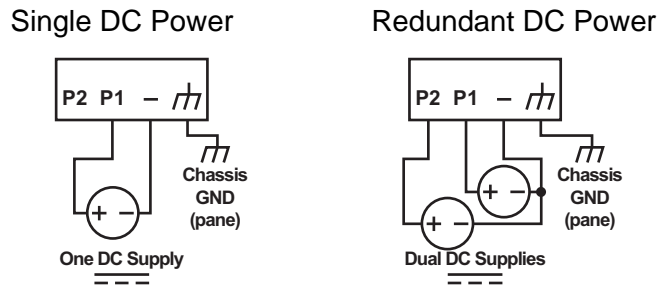 Single DC Power
P2 P1 –
Chassis
GND
(pane)
+ –
One DC Supply
Redundant DC Power
P2 P1 –
Chassis
GND
(pane)
+ –
+ –
Dual DC Supplies